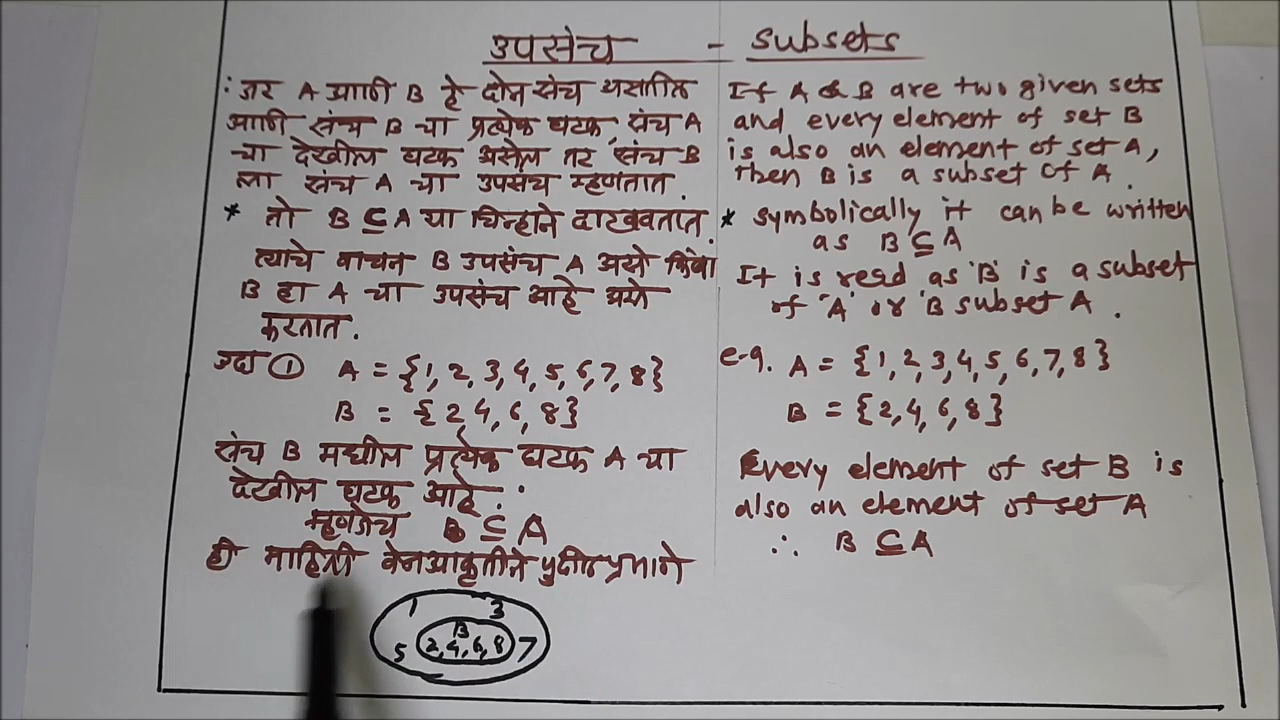 उपसंच - subsets
: जर A आणि B हे दोन संच असतील
आणि संच B चा प्रत्येक घटक संच A
चा देखील घटक असेल तर संच B
ला संच A चा उपसंच म्हणतात.
* तो B ⊆ A या चिन्हाने दाखवतात.
त्याचे वाचन B उपसंच A असे किंवा
B हा A चा उपसंच आहे असे
करतात.
उदा ① A = {1, 2, 3, 4, 5, 6, 7, 8}
B = {2, 4, 6, 8}
संच B मधील प्रत्येक घटक A चा
देखील घटक आहे.
म्हणजेच B ⊆ A
ही माहिती वेनआकृतीने पुढीलप्रमाणे
1 3
B
5 2, 4, 6, 8 7
If A & B are two given sets
and every element of set B
is also an element of set A,
then B is a subset of A.
* symbolically it can be written
as B ⊆ A
It is read as 'B' is a subset
of 'A' or 'B subset A.
e-g. A = {1, 2, 3, 4, 5, 6, 7, 8}
B = {2, 4, 6, 8}
Every element of set B is
also an element of set A
∴ B ⊆ A